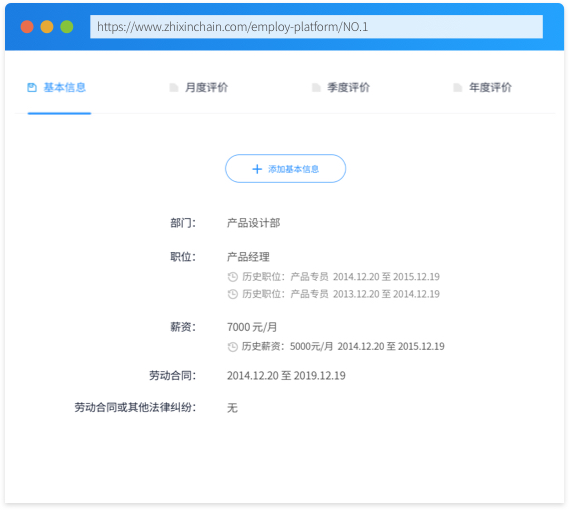 https://www.zhixinchain.com/employ-platform/NO.1
基本信息 月度评价 季度评价 年度评价
添加基本信息
部门： 产品设计部
职位： 产品经理
历史职位：产品专员 2014.12.20 至 2015.12.19
历史职位：产品专员 2013.12.20 至 2014.12.19
薪资： 7000 元/月
历史薪资：5000元/月 2014.12.20 至 2015.12.19
劳动合同： 2014.12.20 至 2019.12.19
劳动合同或其他法律纠纷： 无